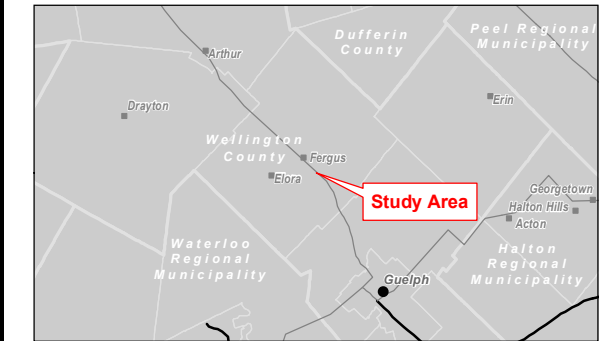 Dufferin
County
Peel Regional
Municipality
Arthur
Drayton
Erin
Wellington
County
Fergus
Elora
Study Area
Georgetown
Halton Hills
Acton
Waterloo
Regional
Municipality
Halton
Regional
Municipality
Guelph